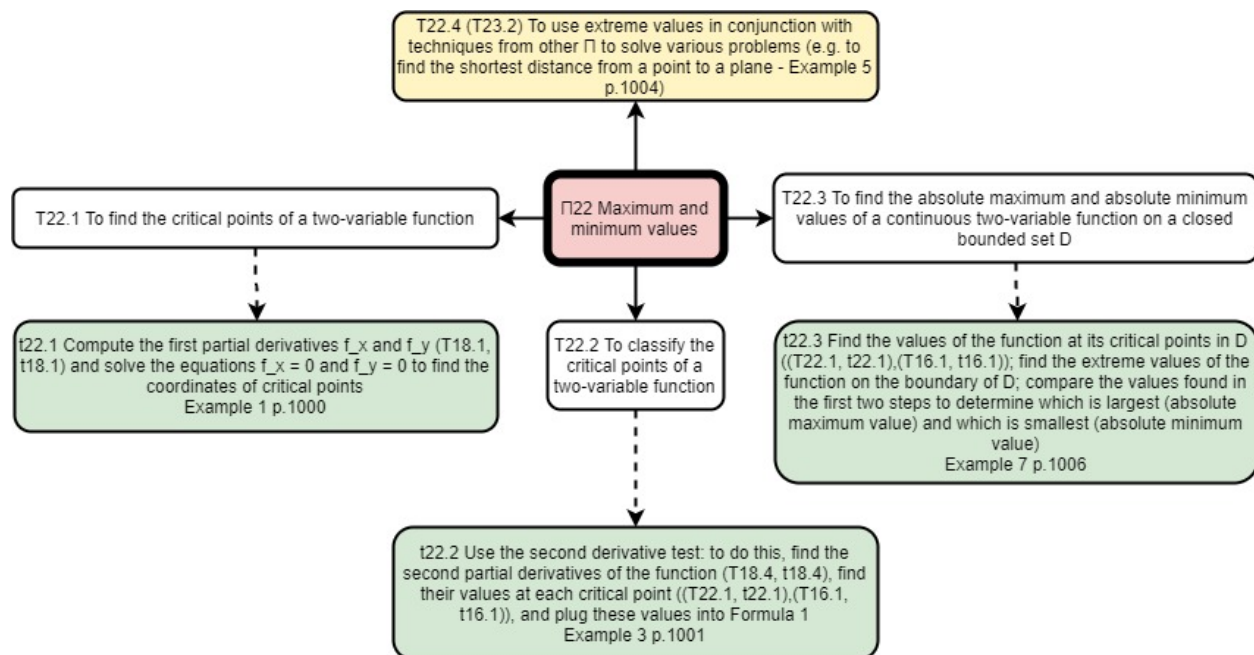 T22.4 (T23.2) To use extreme values in conjunction with
techniques from other Π to solve various problems (e.g. to
find the shortest distance from a point to a plane - Example 5
p.1004)
T22.1 To find the critical points of a two-variable function
Π22 Maximum and
minimum values
T22.3 To find the absolute maximum and absolute minimum
values of a continuous two-variable function on a closed
bounded set D
t22.1 Compute the first partial derivatives f_x and f_y (T18.1,
t18.1) and solve the equations f_x = 0 and f_y = 0 to find the
coordinates of critical points
Example 1 p.1000
T22.2 To classify the
critical points of a
two-variable function
t22.3 Find the values of the function at its critical points in D
((T22.1, t22.1),(T16.1, t16.1)); find the extreme values of the
function on the boundary of D; compare the values found in
the first two steps to determine which is largest (absolute
maximum value) and which is smallest (absolute minimum
value)
Example 7 p.1006
t22.2 Use the second derivative test: to do this, find the
second partial derivatives of the function (T18.4, t18.4), find
their values at each critical point ((T22.1, t22.1),(T16.1,
t16.1)), and plug these values into Formula 1
Example 3 p.1001